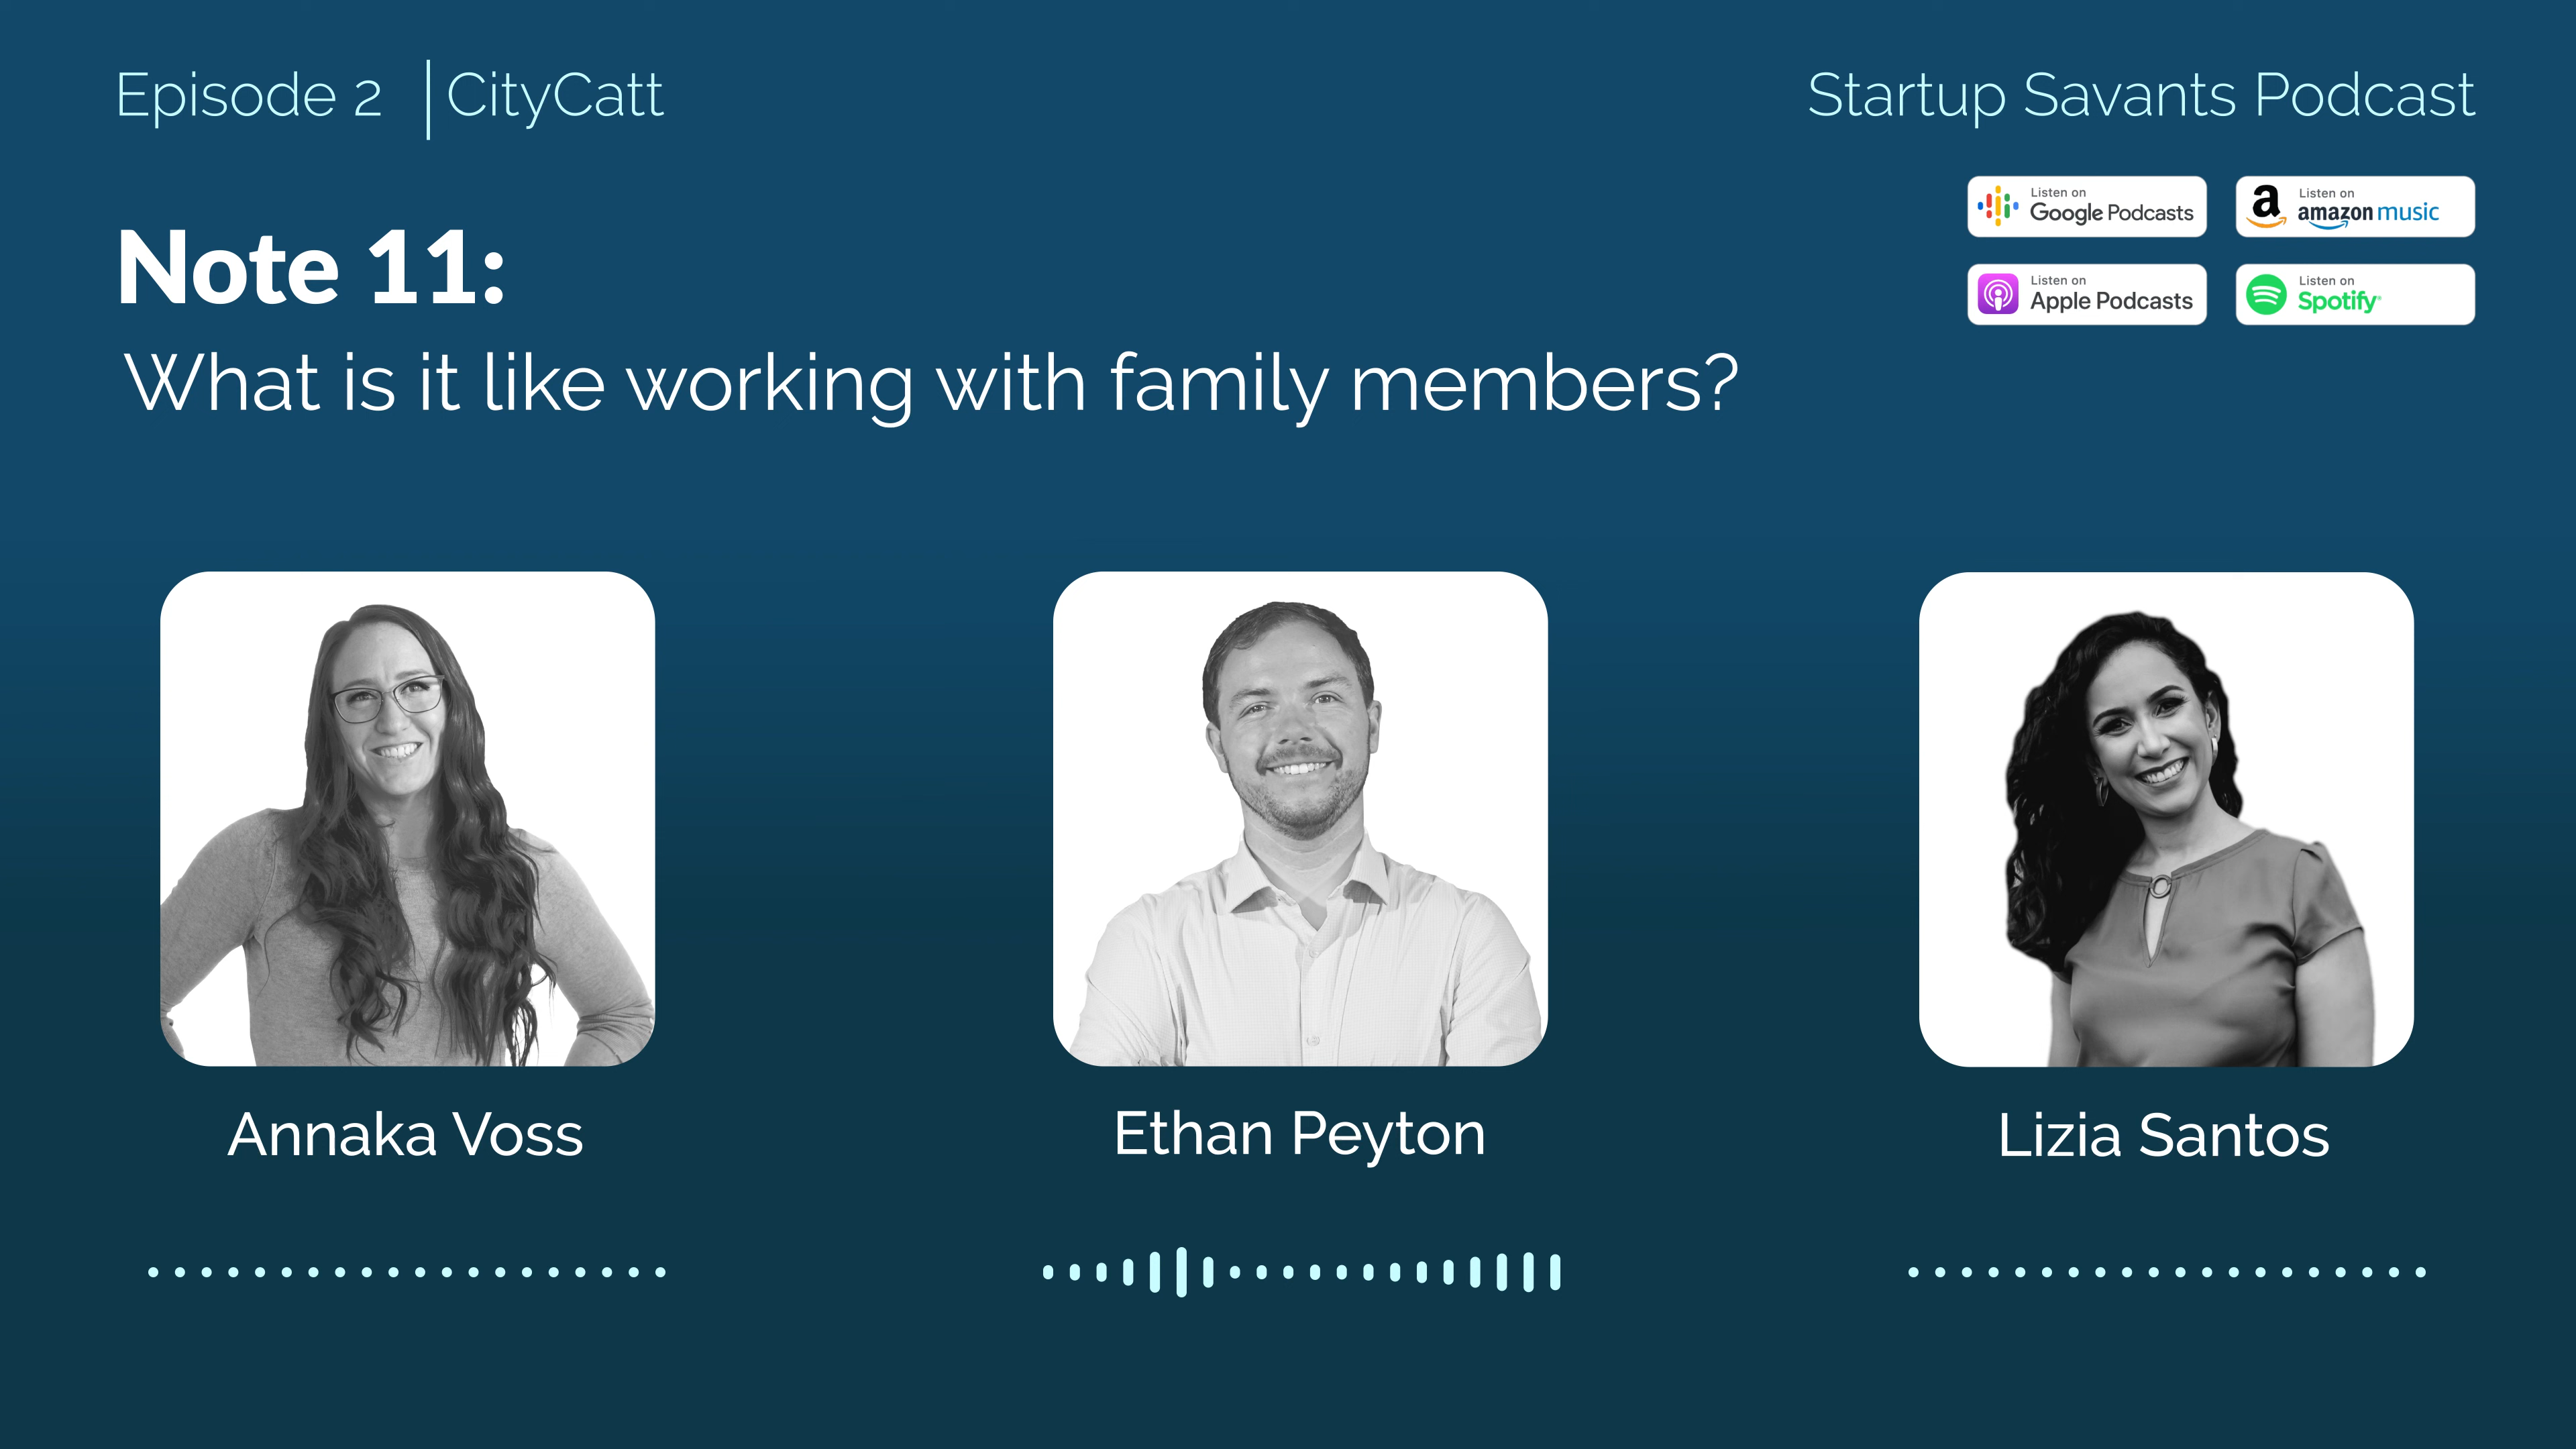 Episode 2 | CityCatt
Startup Savants Podcast
Listen on
Google Podcasts
Listen on
amazon music
Listen on
Apple Podcasts
Listen on
Spotify
Note 11:
What is it like working with family members?
Annaka Voss
Ethan Peyton
Lizia Santos